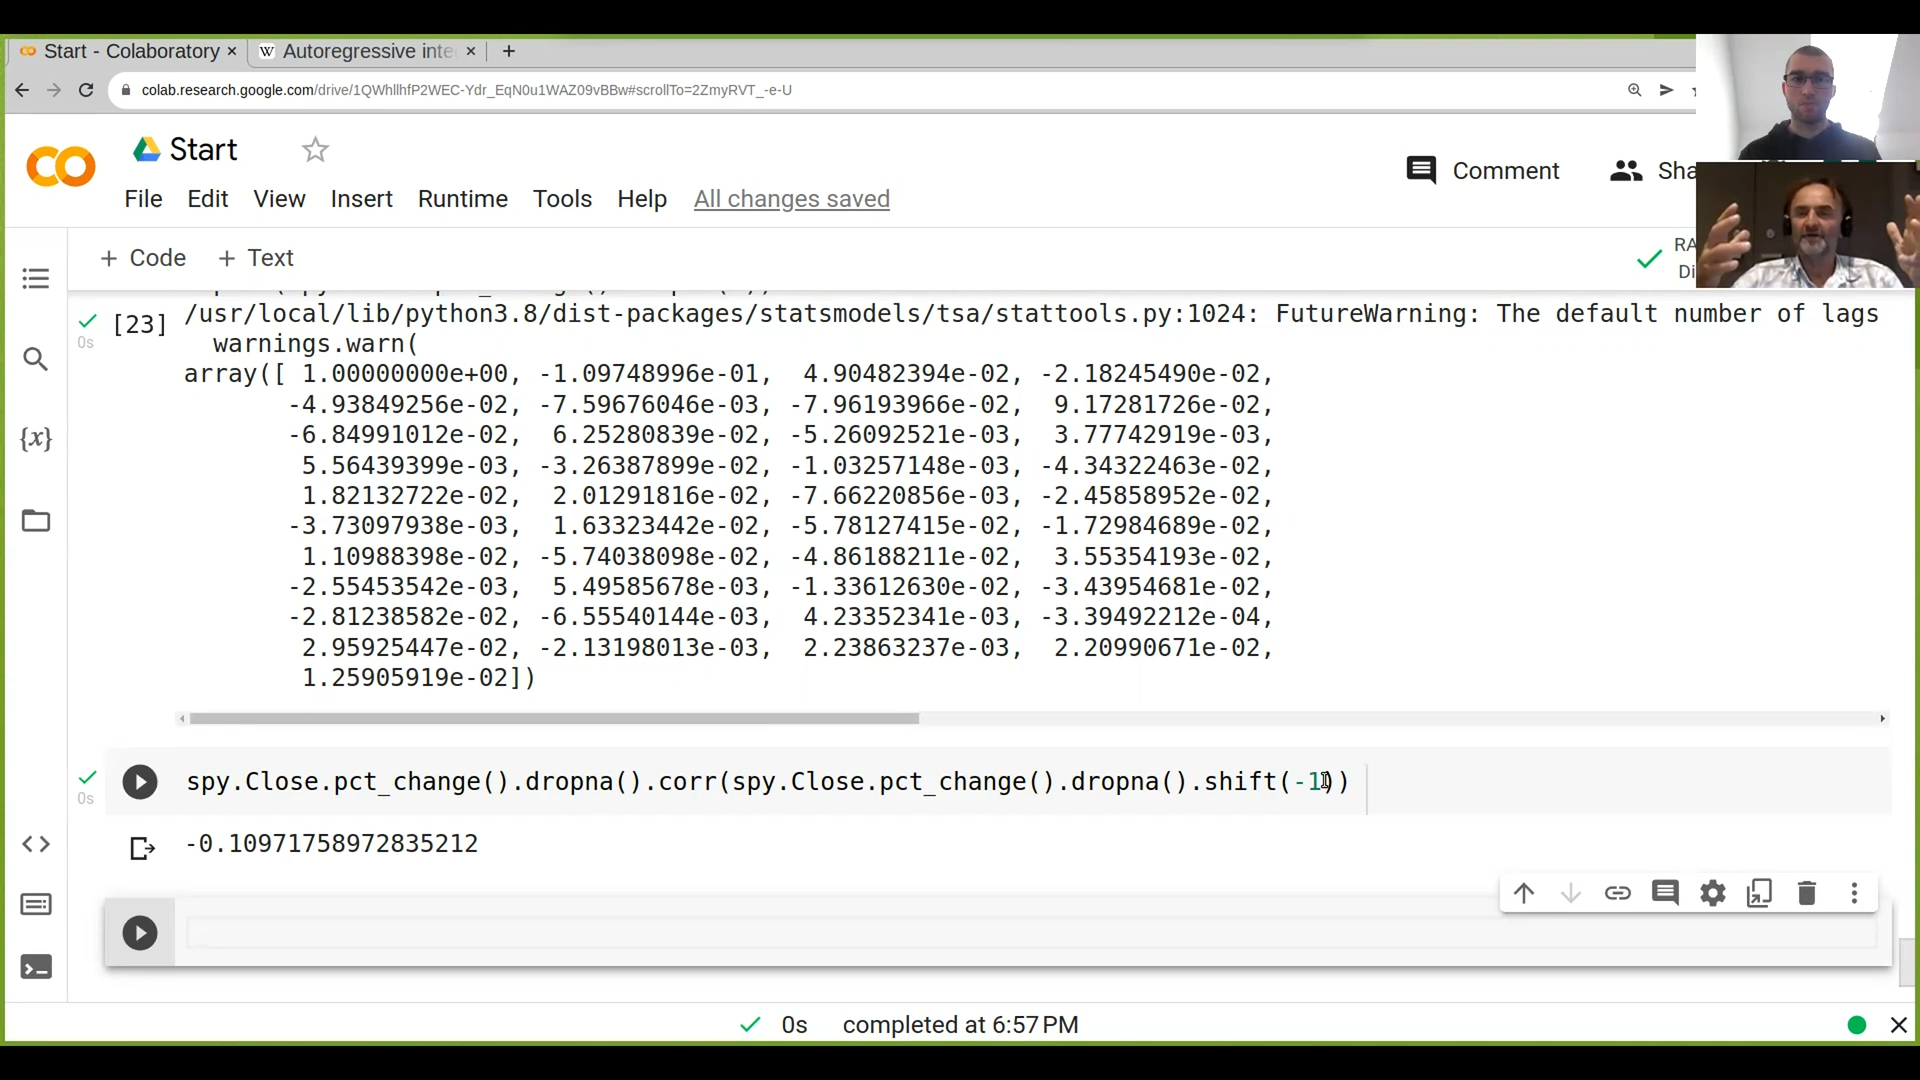 Start - Colaboratory
Autoregressive inte
colab.research.google.com/drive/1QWhllhfP2WEC-Ydr_EqN0u1WAZ09vBBw#scrollTo=2ZmyRVT_-e-U
Start
Comment
Sha
File Edit View Insert Runtime Tools Help All changes saved
+ Code + Text
RA
Di
[23]
0s
/usr/local/lib/python3.8/dist-packages/statsmodels/tsa/stattools.py:1024: FutureWarning: The default number of lags
warnings.warn(
array([ 1.00000000e+00, -1.09748996e-01, 4.90482394e-02, -2.18245490e-02,
-4.93849256e-02, -7.59676046e-03, -7.96193966e-02, 9.17281726e-02,
-6.84991012e-02, 6.25280839e-02, -5.26092521e-03, 3.77742919e-03,
5.56439399e-03, -3.26387899e-02, -1.03257148e-03, -4.34322463e-02,
1.82132722e-02, 2.01291816e-02, -7.66220856e-03, -2.45858952e-02,
-3.73097938e-03, 1.63323442e-02, -5.78127415e-02, -1.72984689e-02,
1.10988398e-02, -5.74038098e-02, -4.86188211e-02, 3.55354193e-02,
-2.55453542e-03, 5.49585678e-03, -1.33612630e-02, -3.43954681e-02,
-2.81238582e-02, -6.55540144e-03, 4.23352341e-03, -3.39492212e-04,
2.95925447e-02, -2.13198013e-03, 2.23863237e-03, 2.20990671e-02,
1.25905919e-02])
spy.Close.pct_change().dropna().corr(spy.Close.pct_change().dropna().shift(-1))
0s
-0.10971758972835212
0s completed at 6:57 PM